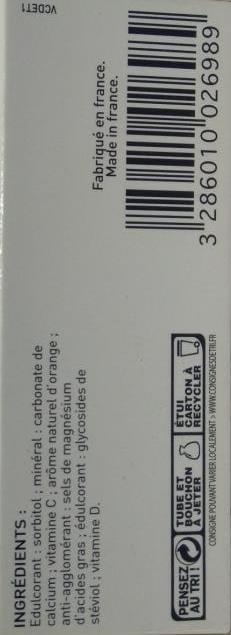 INGRÉDIENTS :
Edulcorant : sorbitol ; minéral : carbonate de
calcium ; vitamine C ; arôme naturel d'orange ;
anti-agglomérant : sels de magnésium
d'acides gras ; édulcorant : glycosides de
stéviol ; vitamine D.
Fabriqué en france.
Made in france.
VCDET1
3 286010 026989
PENSEZ
AU TRI !
TUBE ET
BOUCHON
À JETER
ÉTUI
CARTON À
RECYCLER
CONSIGNE POUVANT VARIER LOCALEMENT > WWW.CONSIGNESDETRI.FR